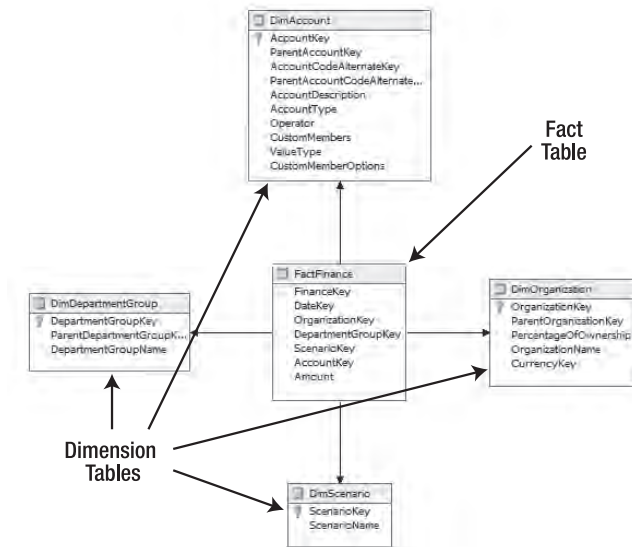 DimAccount
AccountKey
ParentAccountKey
AccountCodeAlternateKey
ParentAccountCodeAlternate...
AccountDescription
AccountType
Operator
CustomMembers
ValueType
CustomMemberOptions
Fact
Table
FactFinance
FinanceKey
DateKey
OrganizationKey
DepartmentGroupKey
ScenarioKey
AccountKey
Amount
DimDepartmentGroup
DepartmentGroupKey
ParentDepartmentGroupK...
DepartmentGroupName
DimOrganization
OrganizationKey
ParentOrganizationKey
PercentageOfOwnership
OrganizationName
CurrencyKey
Dimension
Tables
DimScenario
ScenarioKey
ScenarioName